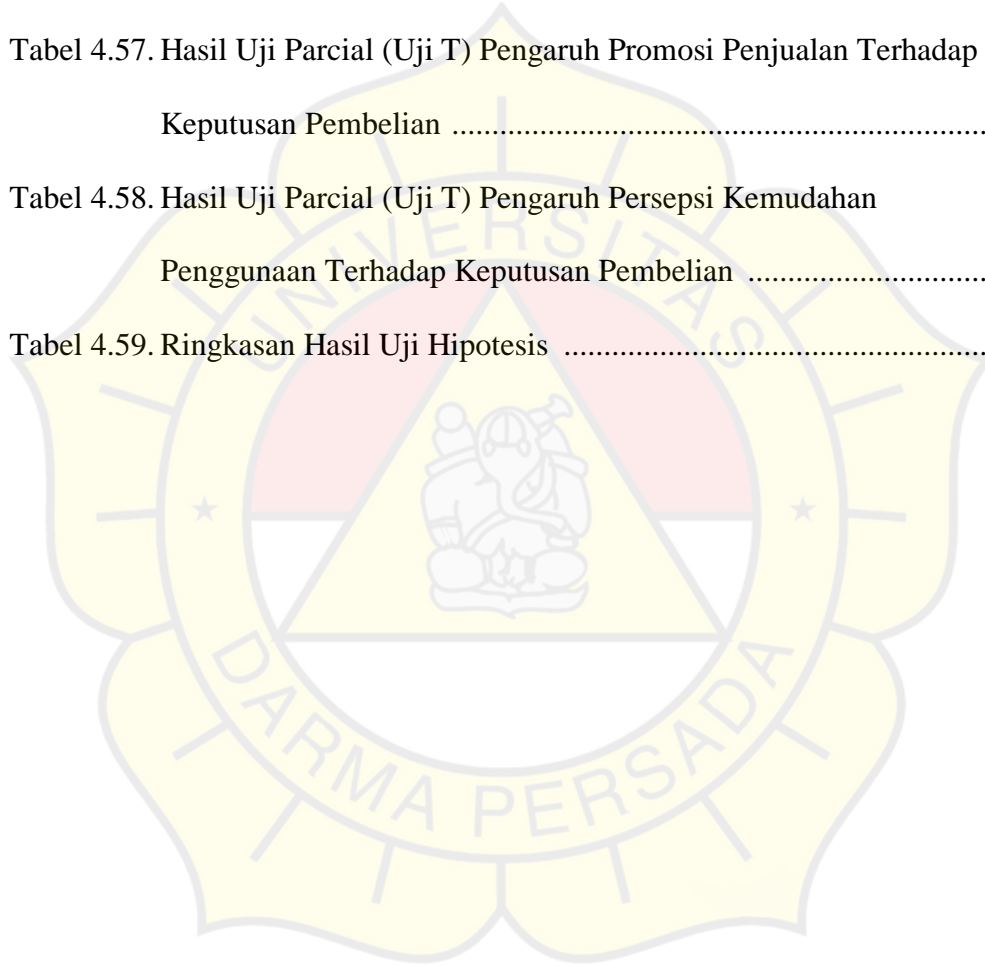 Tabel 4.57. Hasil Uji Parcial (Uji T) Pengaruh Promosi Penjualan Terhadap
Keputusan Pembelian ........................................................
Tabel 4.58. Hasil Uji Parcial (Uji T) Pengaruh Persepsi Kemudahan
Penggunaan Terhadap Keputusan Pembelian .........................
Tabel 4.59. Ringkasan Hasil Uji Hipotesis ............................................
UNIVERSITAS
DARMA PERSADA